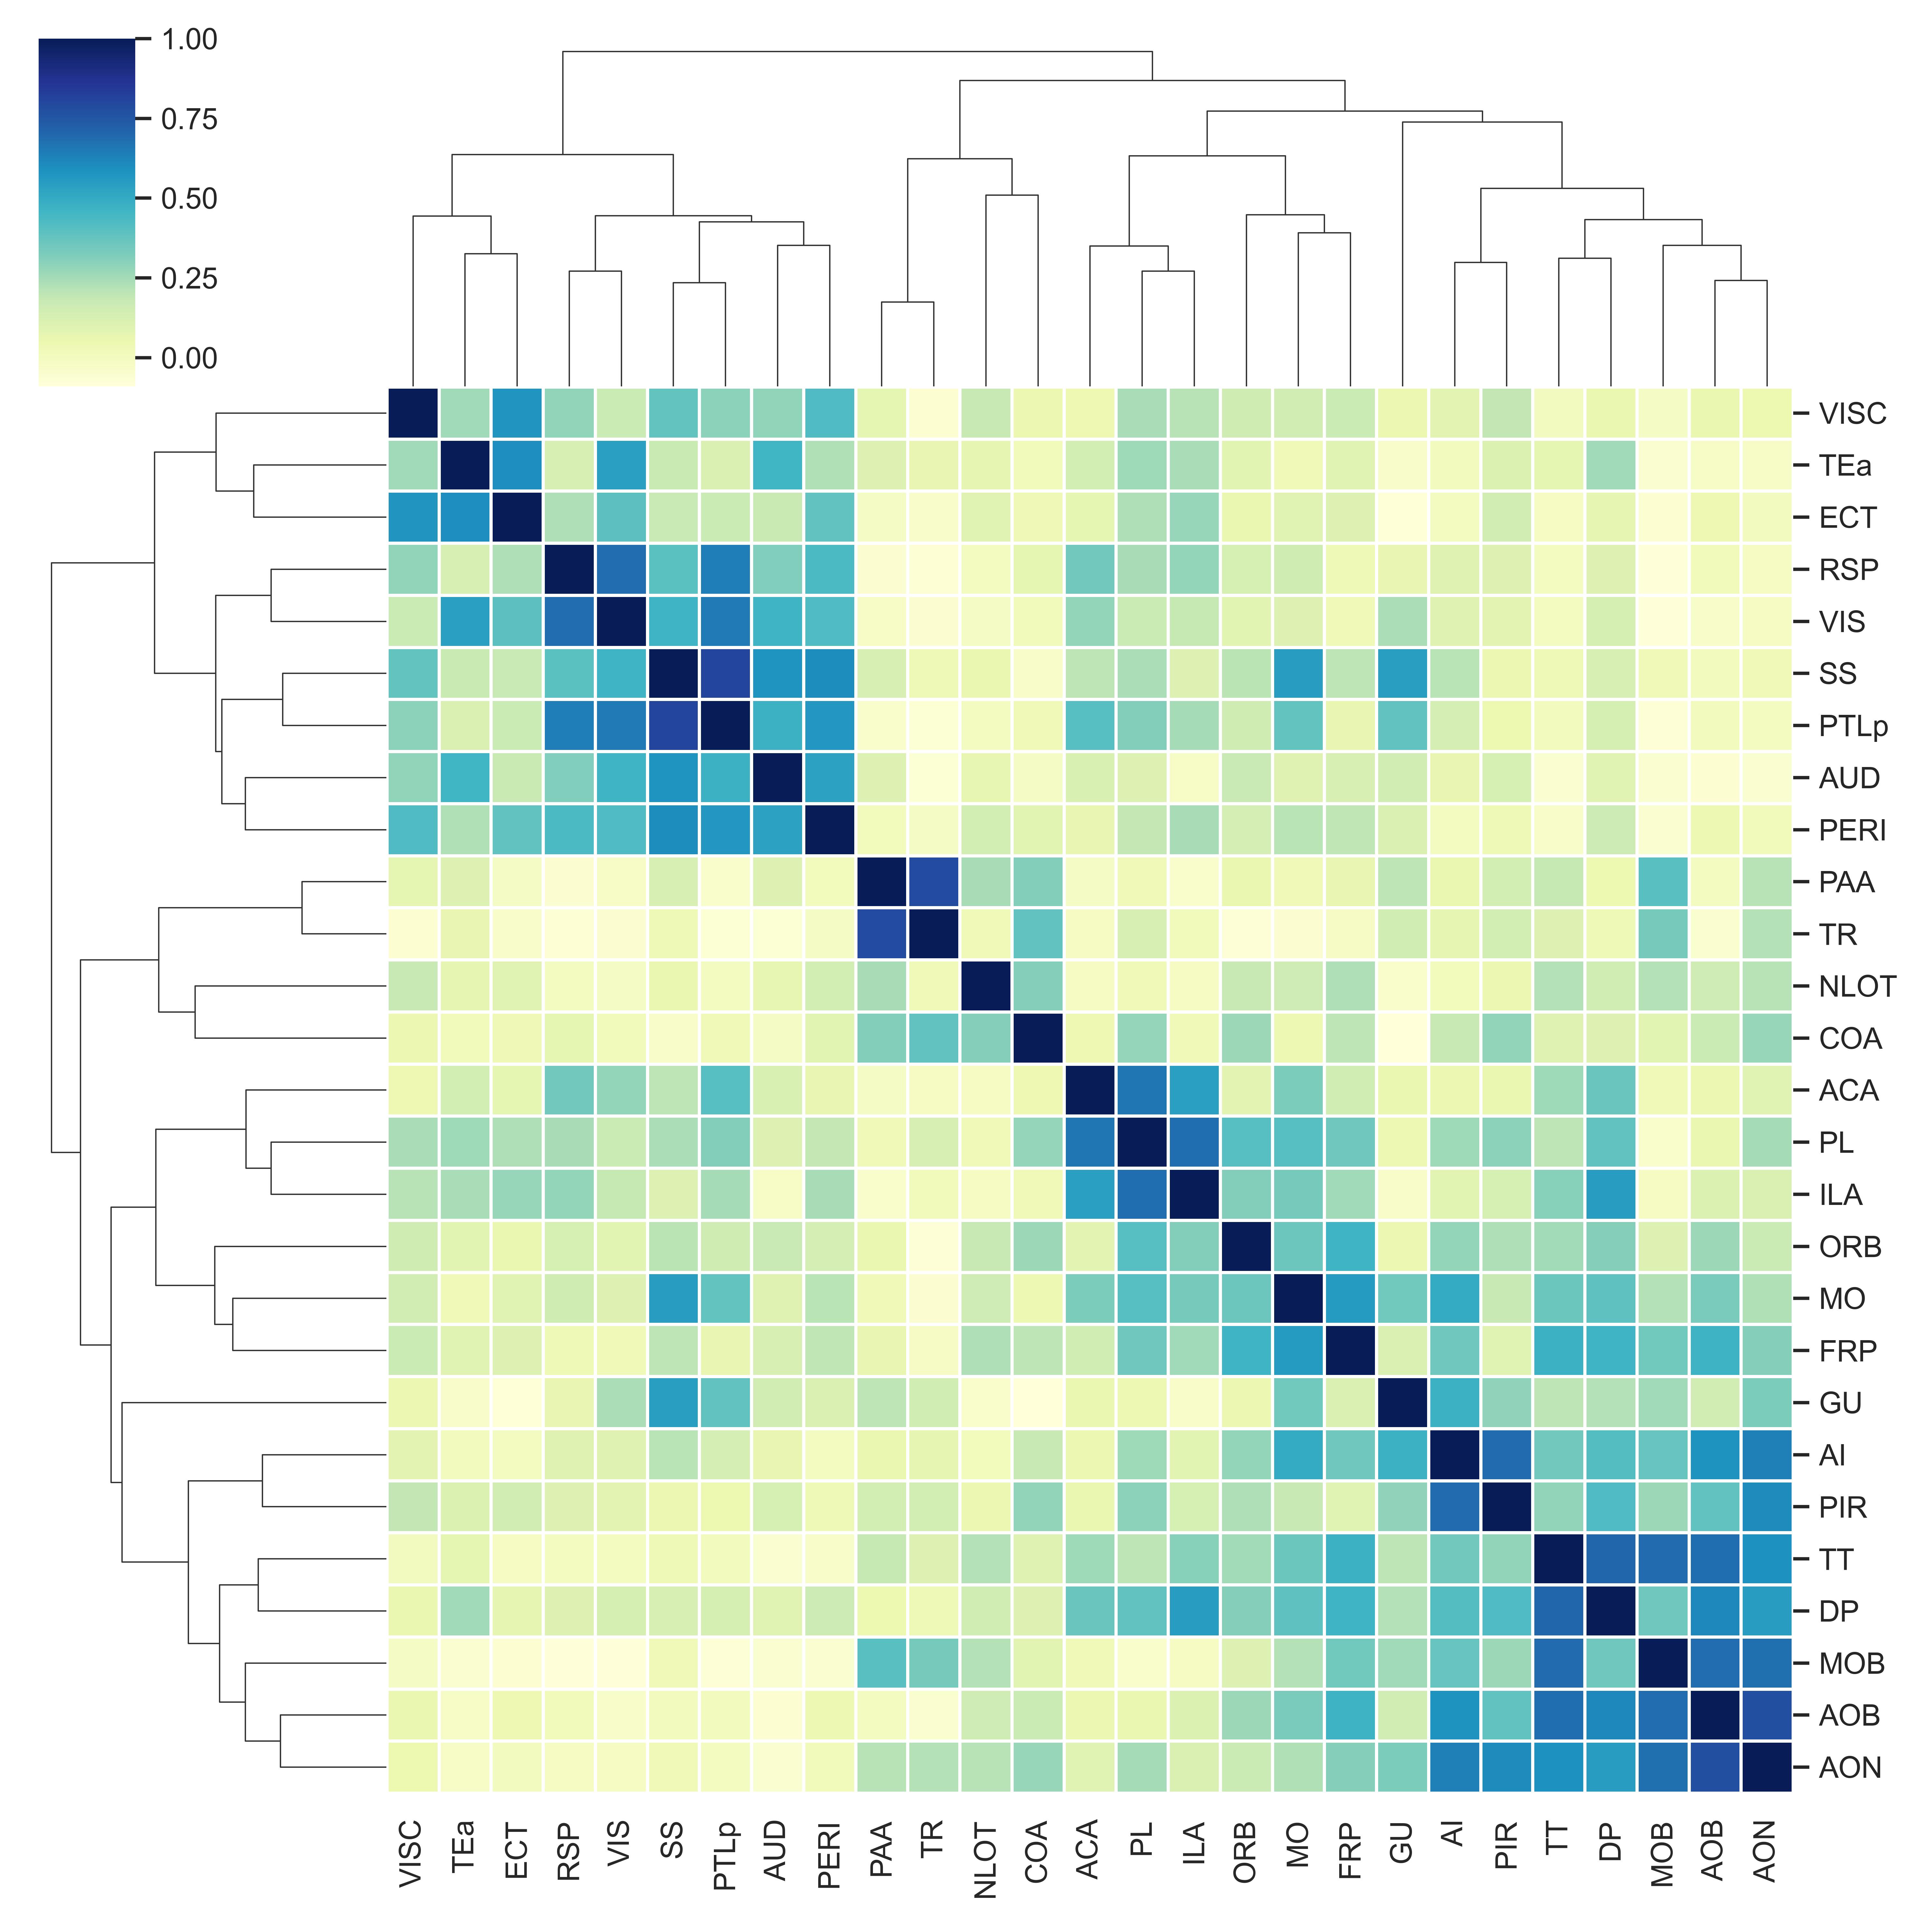 1.00
0.75
0.50
0.25
0.00
VISC
TEa
ECT
RSP
VIS
SS
PTLp
AUD
PERI
PAA
TR
NLOT
COA
ACA
PL
ILA
ORB
MO
FRP
GU
AI
PIR
TT
DP
MOB
AOB
AON
VISC TEa ECT RSP VIS SS PTLp AUD PERI PAA TR NLOT COA ACA PL ILA ORB MO FRP GU AI PIR TT DP MOB AOB AON